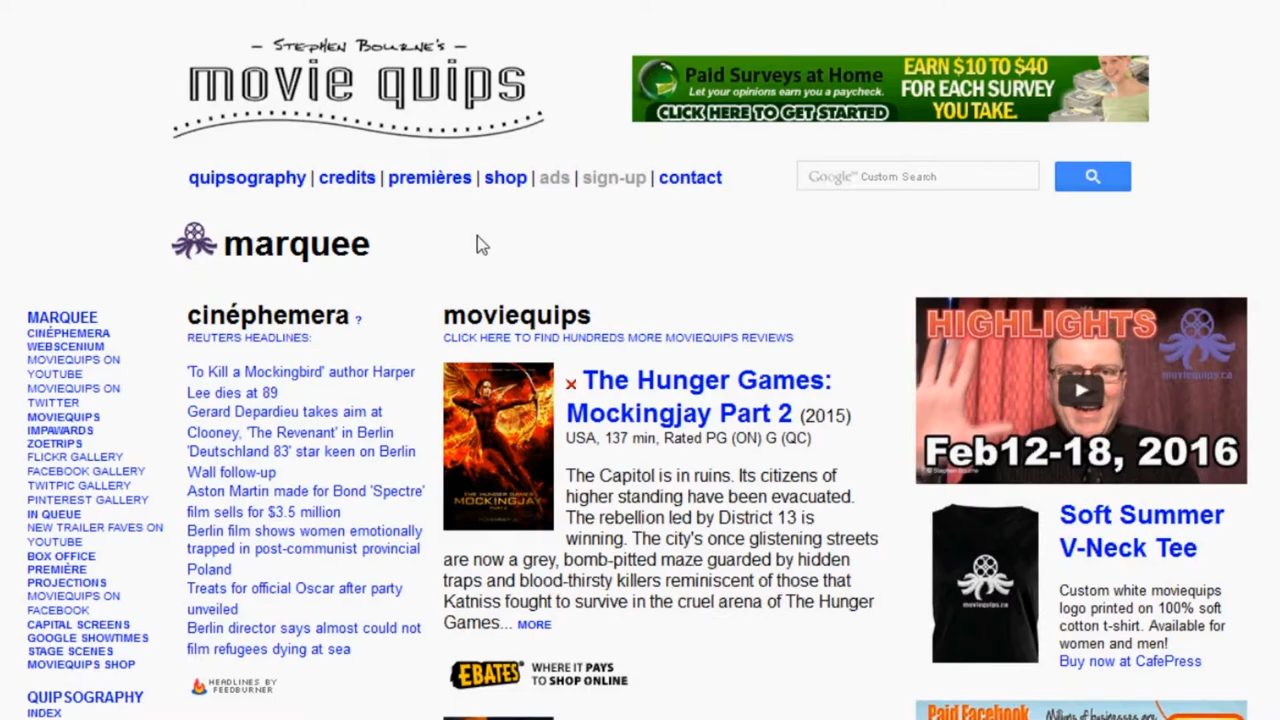 – STEPHEN BOURNE'S –
movie quips
Paid Surveys at Home
Let your opinions earn you a paycheck.
CLICK HERE TO GET STARTED
EARN $10 TO $40
FOR EACH SURVEY
YOU TAKE.
quipsography | credits | premières | shop | ads | sign-up | contact
Google™ Custom Search
marquee
MARQUEE
CINÉPHEMERA
WEBSCENIUM
MOVIEQUIPS ON
YOUTUBE
MOVIEQUIPS ON
TWITTER
MOVIEQUIPS
IMPAWARDS
ZOETRIPS
FLICKR GALLERY
FACEBOOK GALLERY
TWITPIC GALLERY
PINTEREST GALLERY
IN QUEUE
NEW TRAILER FAVES ON
YOUTUBE
BOX OFFICE
PREMIÈRE
PROJECTIONS
MOVIEQUIPS ON
FACEBOOK
CAPITAL SCREENS
GOOGLE SHOWTIMES
STAGE SCENES
MOVIEQUIPS SHOP
QUIPSOGRAPHY
INDEX
cinéphemera ?
REUTERS HEADLINES:
'To Kill a Mockingbird' author Harper
Lee dies at 89
Gerard Depardieu takes aim at
Clooney, 'The Revenant' in Berlin
'Deutschland 83' star keen on Berlin
Wall follow-up
Aston Martin made for Bond 'Spectre'
film sells for $3.5 million
Berlin film shows women emotionally
trapped in post-communist provincial
Poland
Treats for official Oscar after party
unveiled
Berlin director says almost could not
film refugees dying at sea
HEADLINES BY
FEEDBURNER
moviequips
CLICK HERE TO FIND HUNDREDS MORE MOVIEQUIPS REVIEWS
MOCKINGJAY
x The Hunger Games:
Mockingjay Part 2 (2015)
USA, 137 min, Rated PG (ON) G (QC)
The Capitol is in ruins. Its citizens of
higher standing have been evacuated.
The rebellion led by District 13 is
winning. The city's once glistening streets
are now a grey, bomb-pitted maze guarded by hidden
traps and blood-thirsty killers reminiscent of those that
Katniss fought to survive in the cruel arena of The Hunger
Games... MORE
EBATES WHERE IT PAYS
TO SHOP ONLINE
HIGHLIGHTS
moviequips.ca
Feb12-18, 2016
moviequips.ca
Soft Summer
V-Neck Tee
Custom white moviequips
logo printed on 100% soft
cotton t-shirt. Available for
women and men!
Buy now at CafePress
Paid Facebook
Millions of businesses are